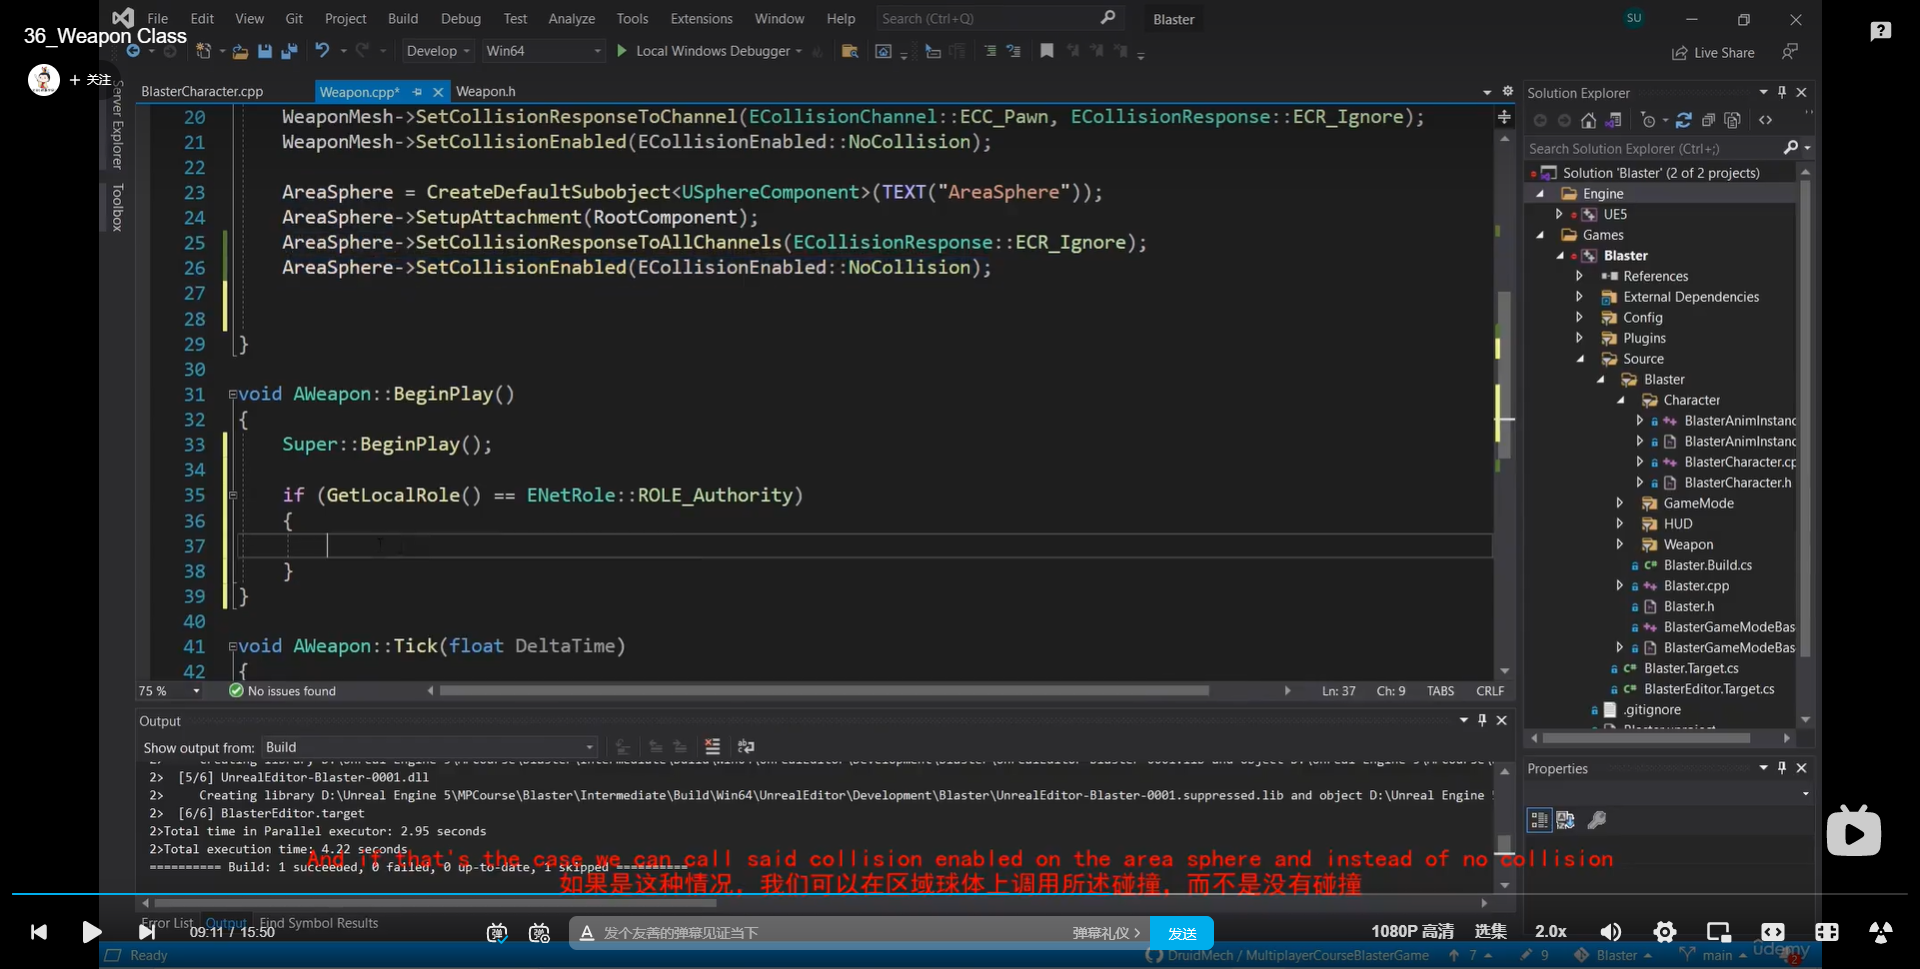 File Edit View Git Project Build Debug Test Analyze Tools Extensions Window Help Search (Ctrl+Q) Blaster SU
36_Weapon Class
Develop Win64 Local Windows Debugger Live Share
+ 关注
Server Explorer
Toolbox
BlasterCharacter.cpp Weapon.cpp* Weapon.h
20 WeaponMesh->SetCollisionResponseToChannel(ECollisionChannel::ECC_Pawn, ECollisionResponse::ECR_Ignore);
21 WeaponMesh->SetCollisionEnabled(ECollisionEnabled::NoCollision);
22
23 AreaSphere = CreateDefaultSubobject<USphereComponent>(TEXT("AreaSphere"));
24 AreaSphere->SetupAttachment(RootComponent);
25 AreaSphere->SetCollisionResponseToAllChannels(ECollisionResponse::ECR_Ignore);
26 AreaSphere->SetCollisionEnabled(ECollisionEnabled::NoCollision);
27
28
29 }
30
31 void AWeapon::BeginPlay()
32 {
33 Super::BeginPlay();
34
35 if (GetLocalRole() == ENetRole::ROLE_Authority)
36 {
37
38 }
39 }
40
41 void AWeapon::Tick(float DeltaTime)
42 {
75 % No issues found Ln: 37 Ch: 9 TABS CRLF
Solution Explorer
Search Solution Explorer (Ctrl+;)
Solution 'Blaster' (2 of 2 projects)
Engine
UE5
Games
Blaster
References
External Dependencies
Config
Plugins
Source
Blaster
Character
BlasterAnimInstanc
BlasterAnimInstanc
BlasterCharacter.cp
BlasterCharacter.h
GameMode
HUD
Weapon
Blaster.Build.cs
Blaster.cpp
Blaster.h
BlasterGameModeBas
BlasterGameModeBas
Blaster.Target.cs
BlasterEditor.Target.cs
.gitignore
Properties
Output
Show output from: Build
2> [5/6] UnrealEditor-Blaster-0001.dll
2> Creating library D:\Unreal Engine 5\MPCourse\Blaster\Intermediate\Build\Win64\UnrealEditor\Development\Blaster\UnrealEditor-Blaster-0001.suppressed.lib and object D:\Unreal Engine
2> [6/6] BlasterEditor.target
2>Total time in Parallel executor: 2.95 seconds
2>Total execution time: 4.22 seconds
========== Build: 1 succeeded, 0 failed, 0 up-to-date, 1 skipped ==========
And if that's the case we can call said collision enabled on the area sphere and instead of no collision
如果是这种情况，我们可以在区域球体上调用所述碰撞，而不是没有碰撞
Error List Output Find Symbol Results
09:11 / 15:50 发个友善的弹幕见证当下 弹幕礼仪 > 发送 1080P 高清 选集 2.0x
Ready DruidMech / MultiplayerCourseBlasterGame 7 9 Blaster main 2
udemy